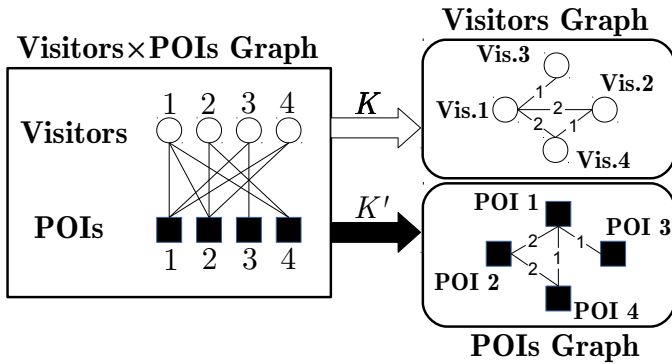 Visitors×POIs Graph
1 2 3 4
Visitors
POIs
1 2 3 4
K
K'
Visitors Graph
Vis.3
Vis.2
Vis.1
Vis.4
1
2
2
1
POI 1
POI 3
POI 2
POI 4
2
1
1
2
POIs Graph